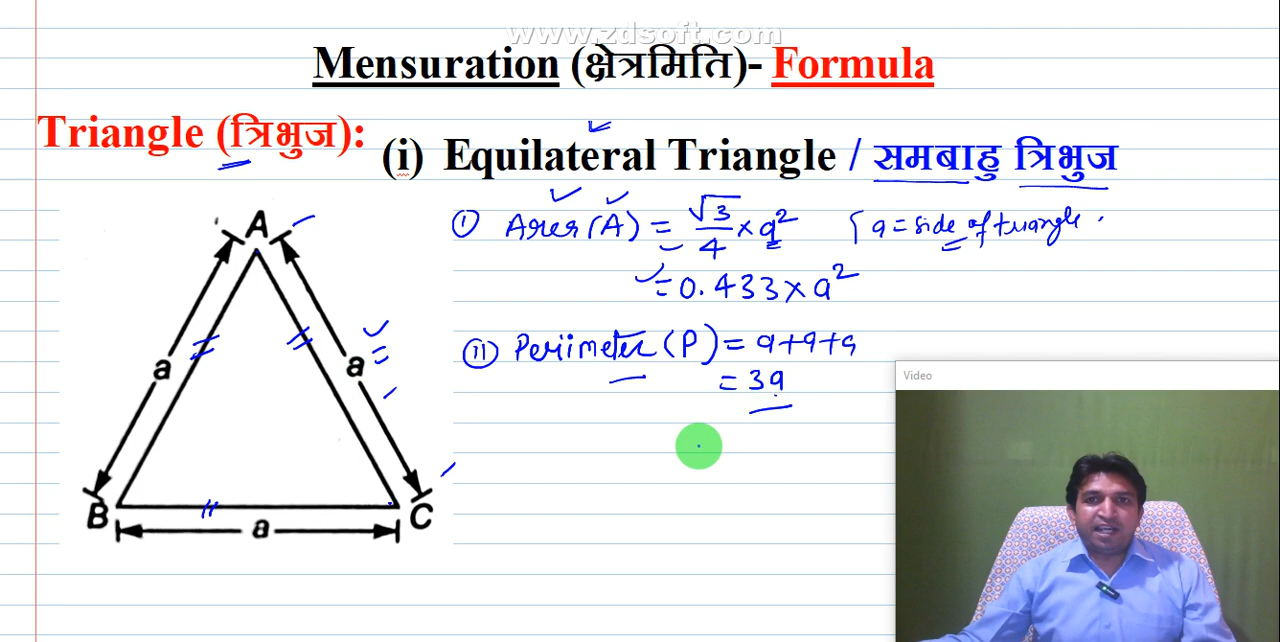 www.zdsoft.com
Mensuration (क्षेत्रमिति)- Formula
Triangle (त्रिभुज):
(i) Equilateral Triangle / समबाहु त्रिभुज
(i) Area (A) = √3/4 × a² { a = side of triangle.
= 0.433 × a²
(ii) Perimeter (P) = a+a+a
= 3a
A
a
a
B
C
a
Video